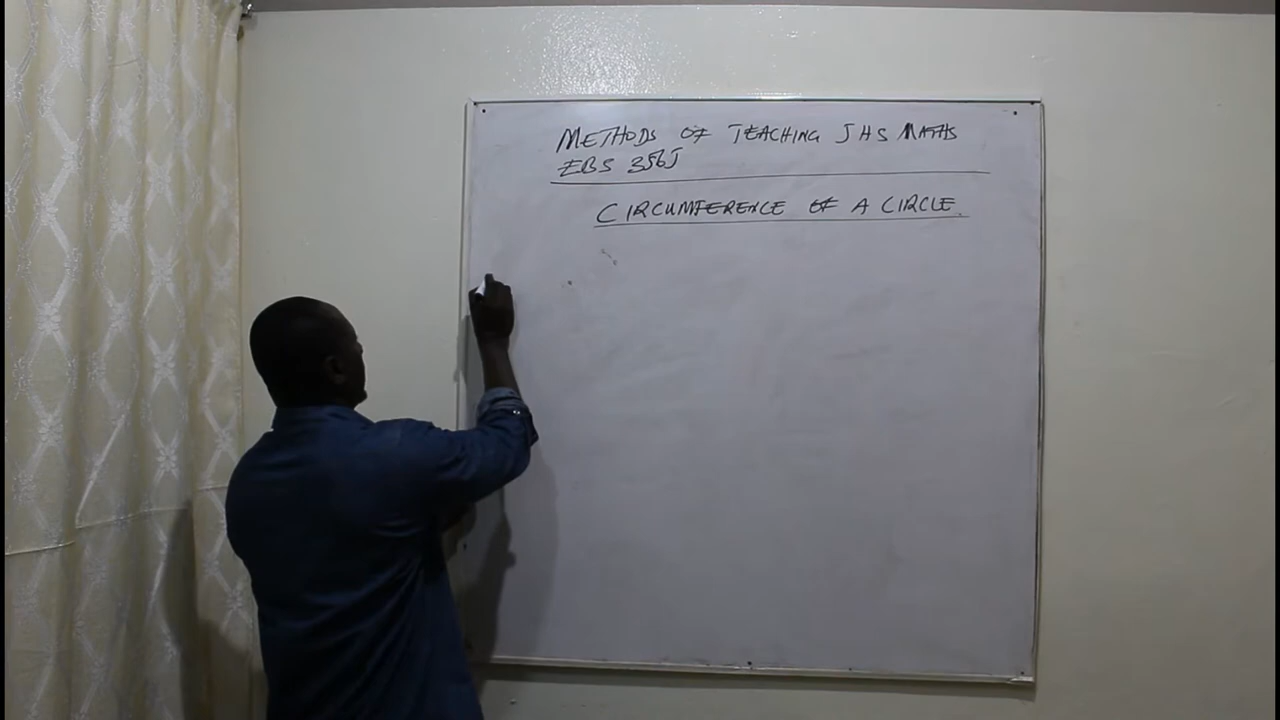 METHODS OF TEACHING JHS MATHS
EBS 356J
CIRCUMFERENCE OF A CIRCLE.